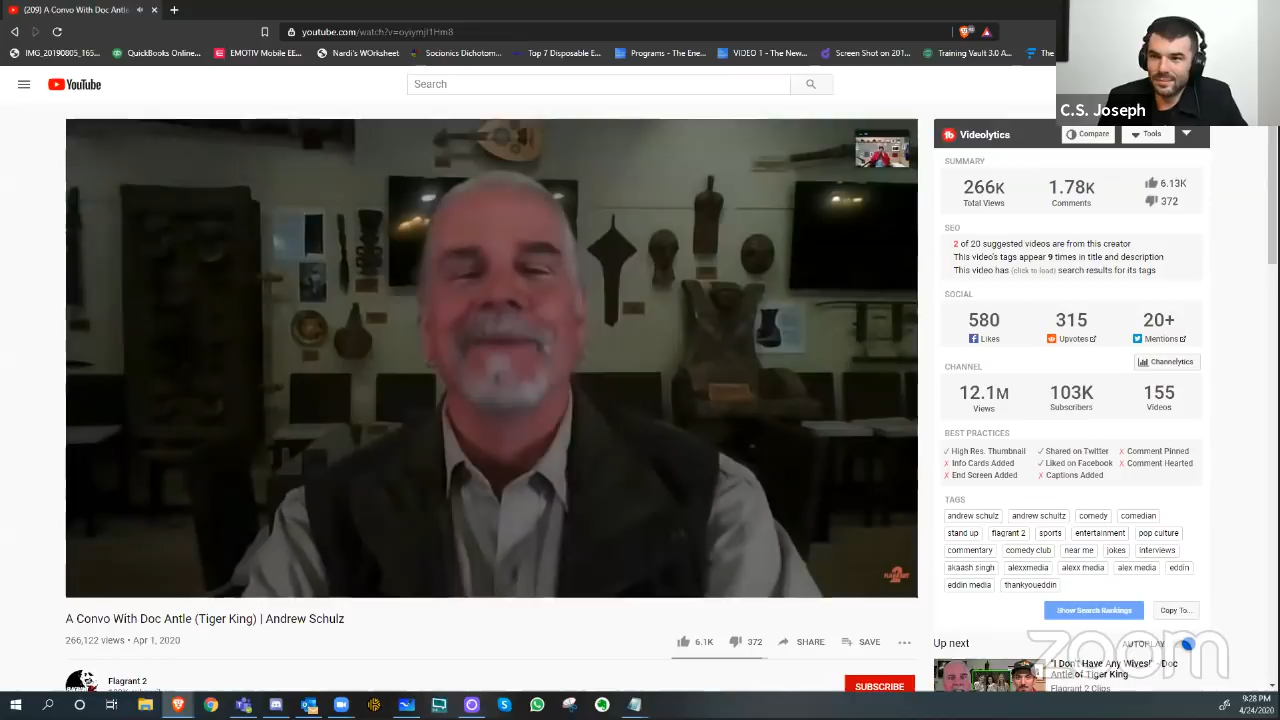 (209) A Convo With Doc Antle
youtube.com/watch?v=oyiymjI1Hm8
IMG_20190805_165...
QuickBooks Online...
EMOTIV Mobile EE...
Nardi's WOrksheet
Socionics Dichotom...
Top 7 Disposable E...
Programs - The Ene...
VIDEO 1 - The New...
Screen Shot on 201...
Training Vault 3.0 A...
The
YouTube
Search
C.S. Joseph
Videolytics
Compare
Tools
SUMMARY
266K
Total Views
1.78K
Comments
6.13K
372
SEO
2 of 20 suggested videos are from this creator
This video's tags appear 9 times in title and description
This video has (click to load) search results for its tags
SOCIAL
580
Likes
315
Upvotes
20+
Mentions
CHANNEL
Channelytics
12.1M
Views
103K
Subscribers
155
Videos
BEST PRACTICES
High Res. Thumbnail
Shared on Twitter
Comment Pinned
Info Cards Added
Liked on Facebook
Comment Hearted
End Screen Added
Captions Added
TAGS
andrew schulz andrew schultz comedy comedian
stand up flagrant 2 sports entertainment pop culture
commentary comedy club near me jokes interviews
akaash singh alexxmedia alexx media alex media eddin
eddin media thankyoueddin
Show Search Rankings
Copy To...
FLAGRANT 2
A Convo With Doc Antle (Tiger King) | Andrew Schulz
266,122 views • Apr 1, 2020
6.1K
372
SHARE
SAVE
Up next
AUTOPLAY
zoom
"I Don't Have Any Wives!" - Doc
Antle of Tiger King
Flagrant 2 Clips
Flagrant 2
SUBSCRIBE
9:28 PM
4/24/2020